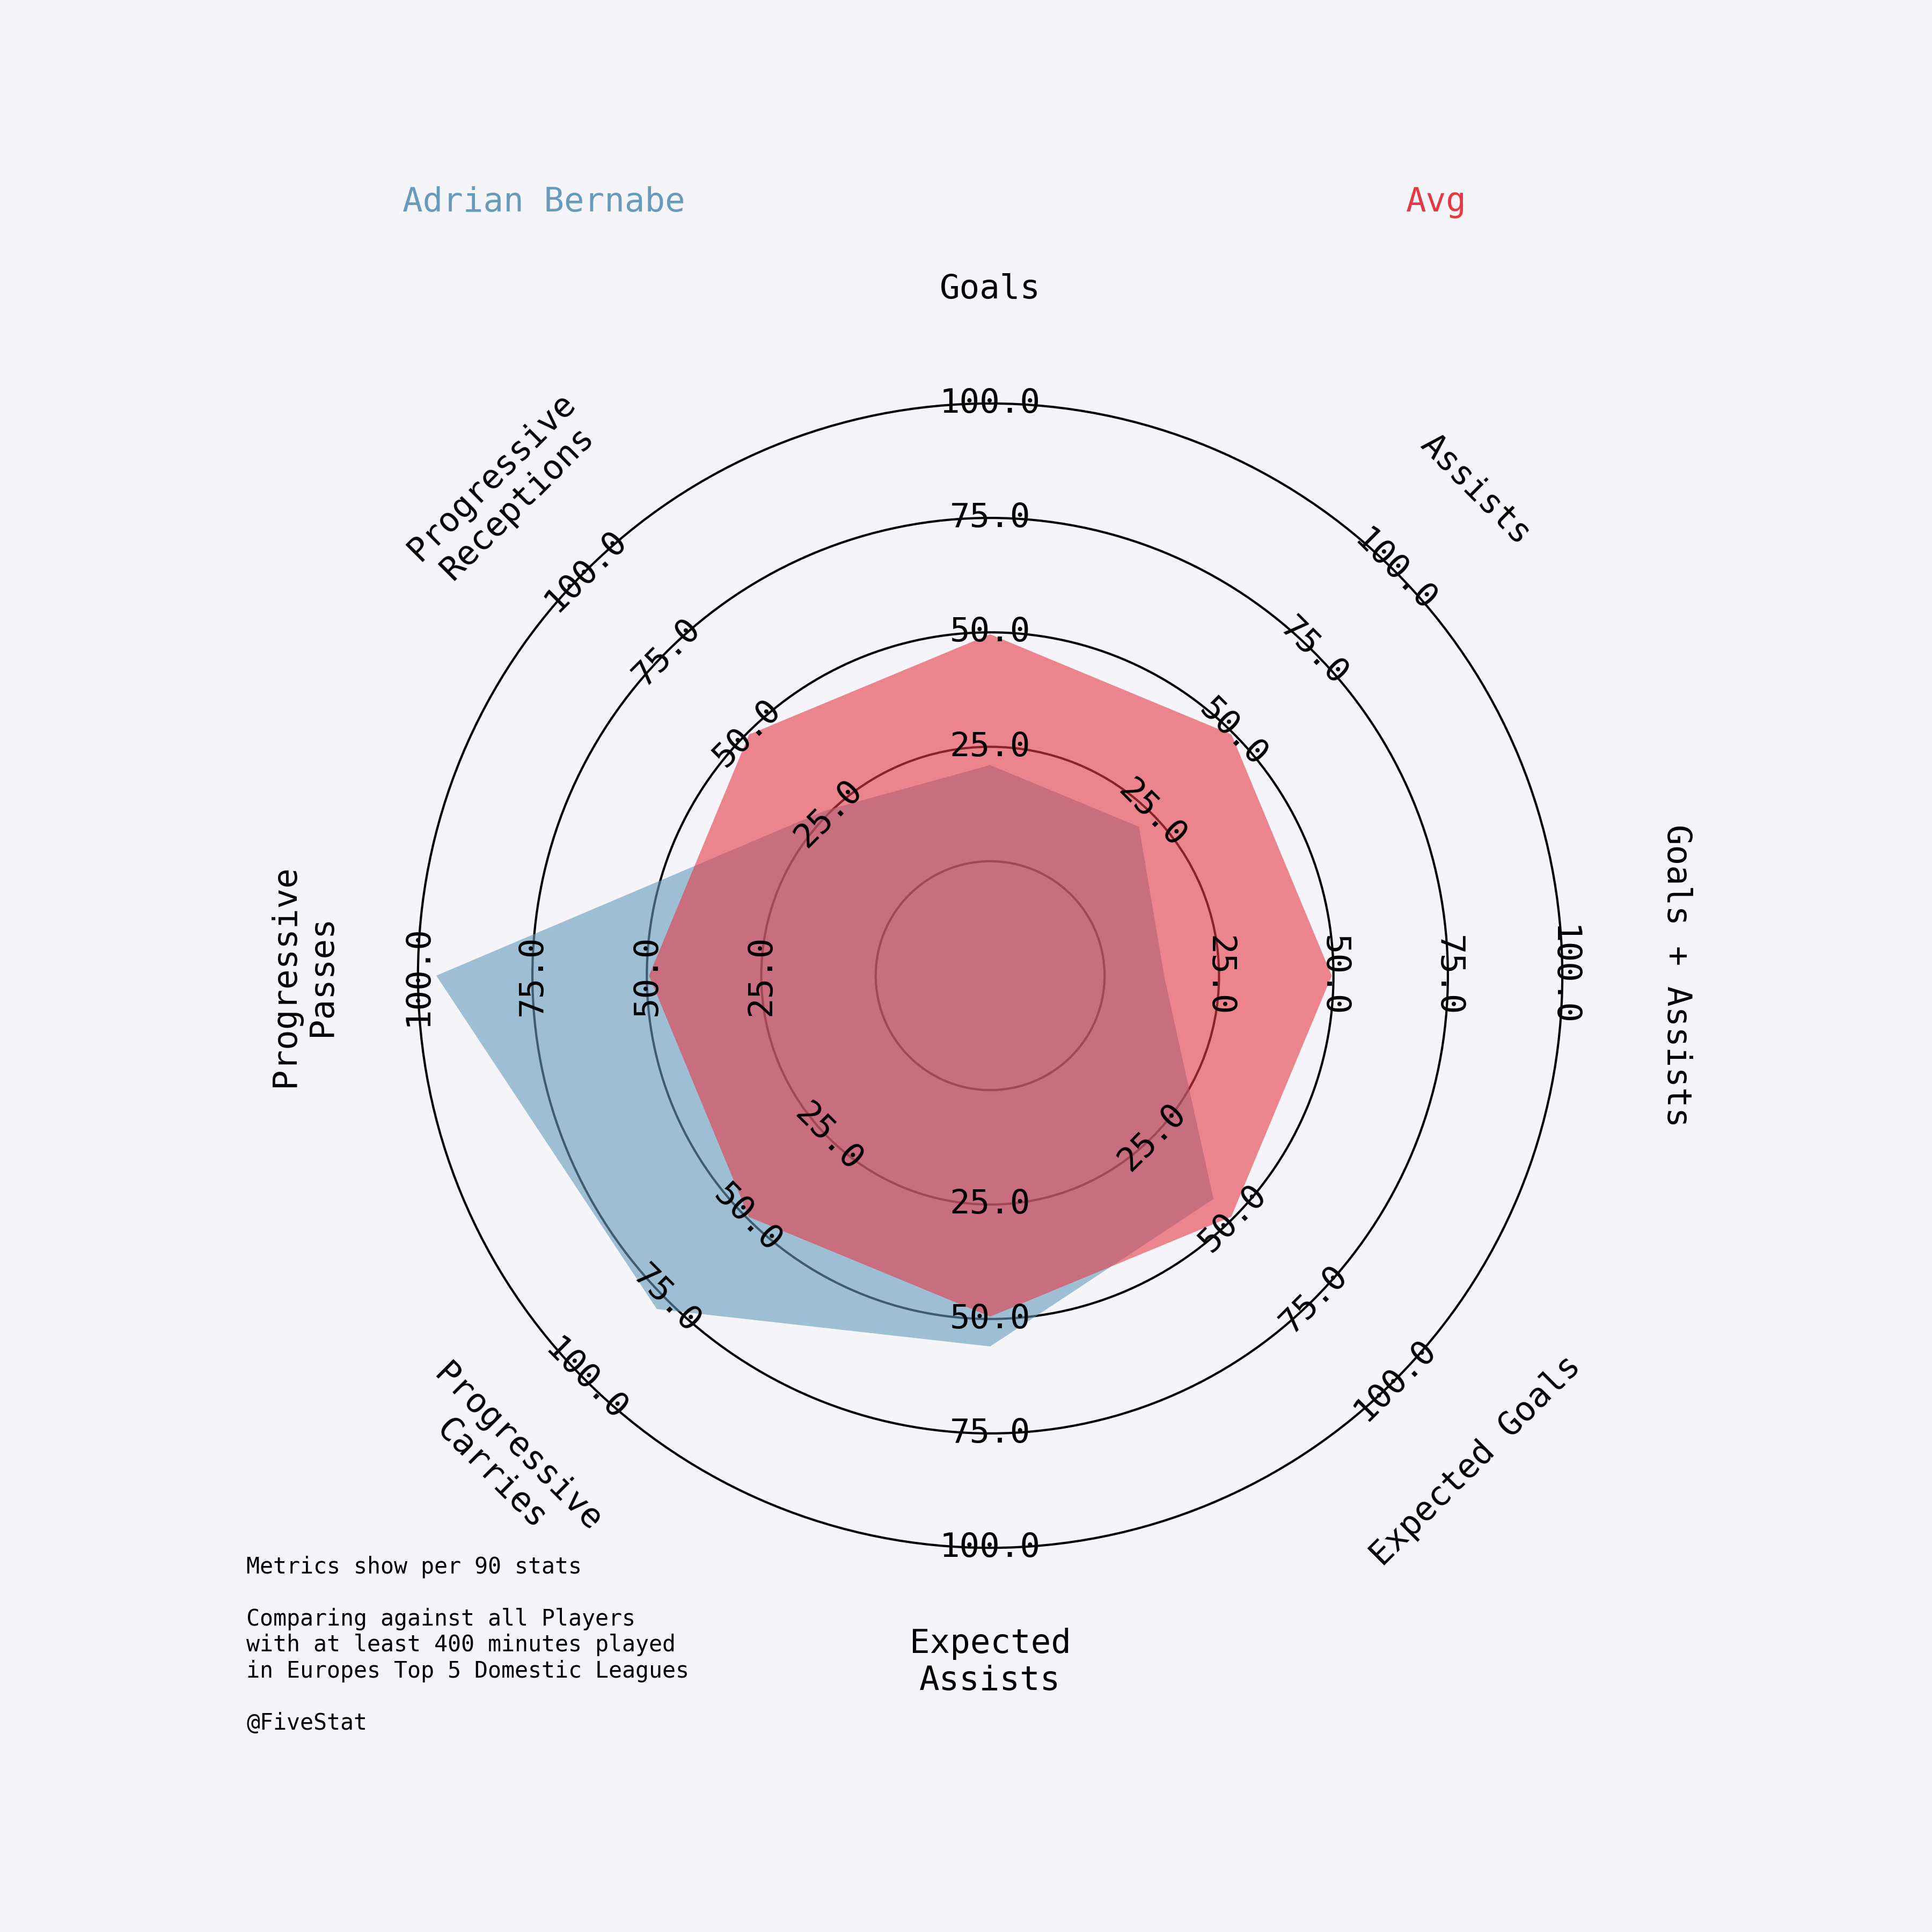 Adrian Bernabe
Avg
Goals
Assists
Goals + Assists
Expected Goals
Expected
Assists
Progressive
Carries
Progressive
Passes
Progressive
Receptions
25.0
50.0
75.0
100.0
25.0
50.0
75.0
100.0
25.0
50.0
75.0
100.0
25.0
50.0
75.0
100.0
25.0
50.0
75.0
100.0
25.0
50.0
75.0
100.0
25.0
50.0
75.0
100.0
25.0
50.0
75.0
100.0
Metrics show per 90 stats
Comparing against all Players
with at least 400 minutes played
in Europes Top 5 Domestic Leagues
@FiveStat